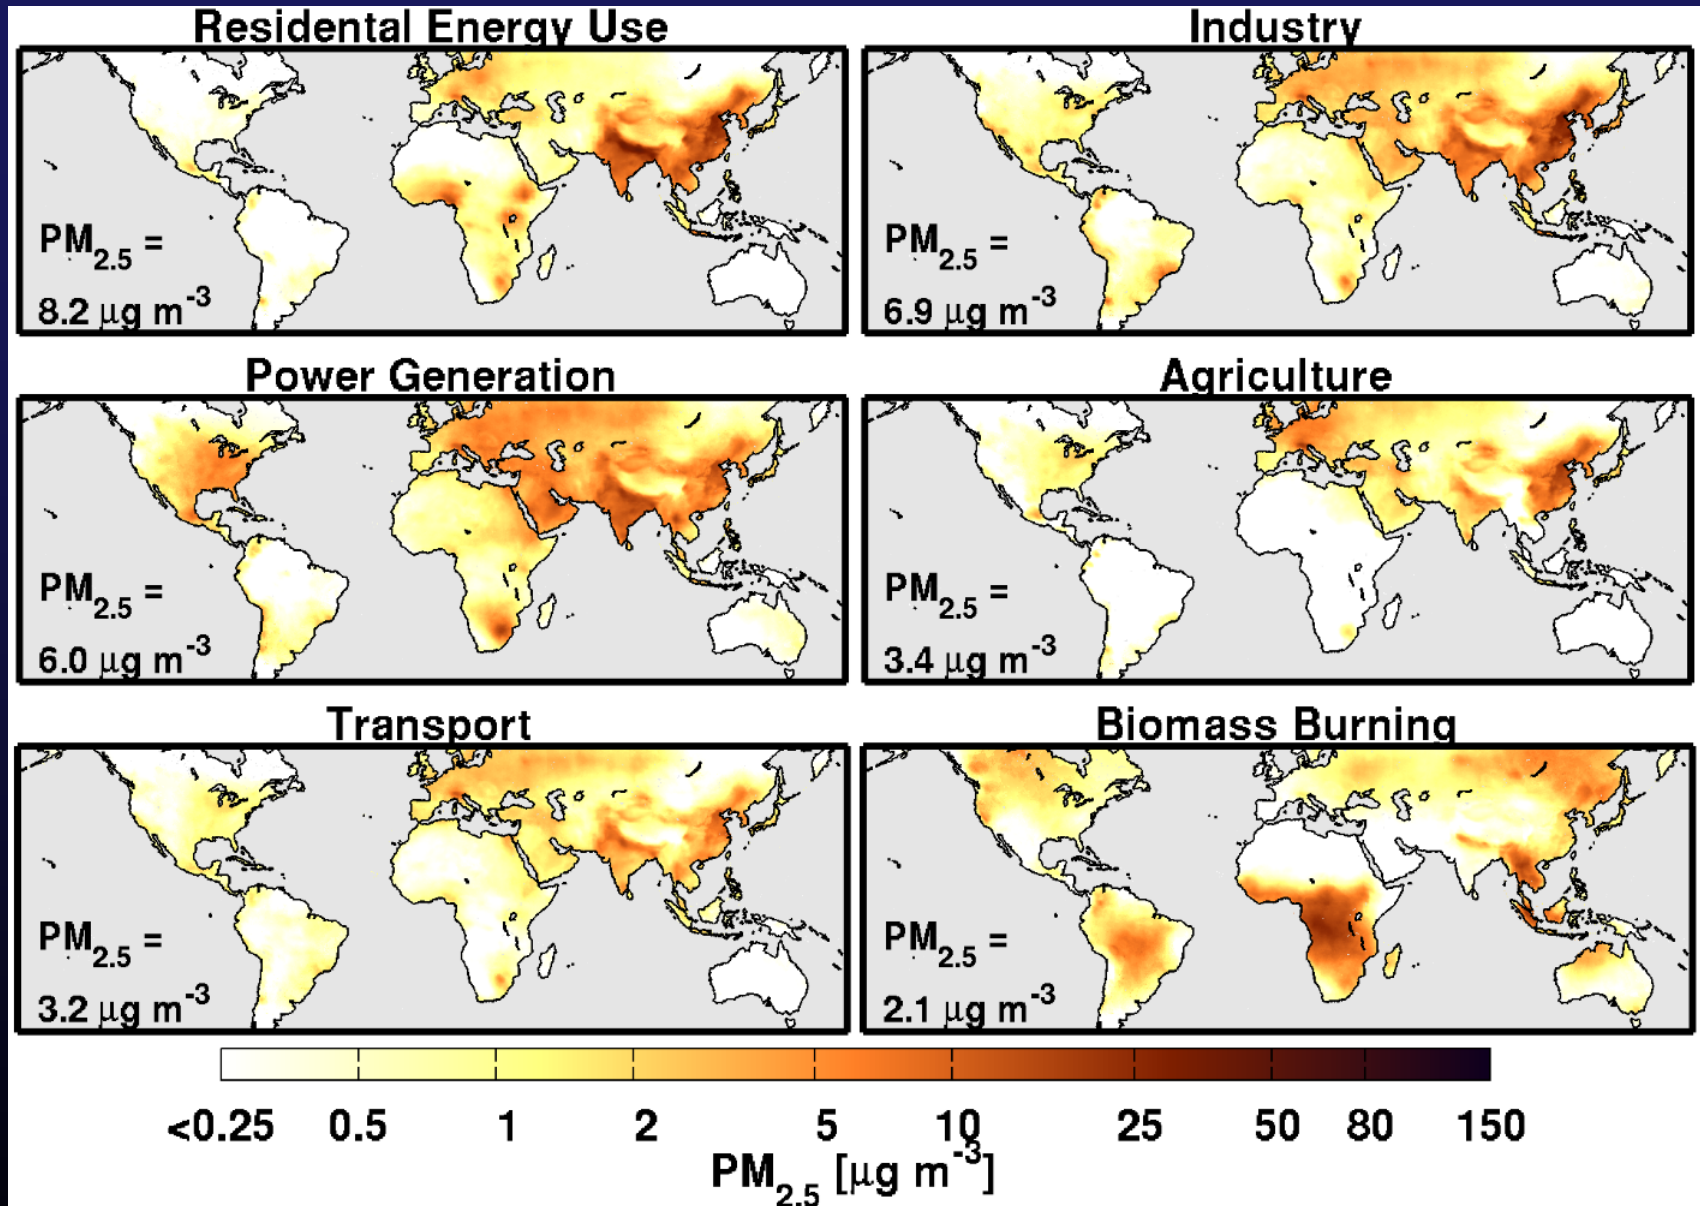 Residental Energy Use
PM2.5 =
8.2 μg m-3
Industry
PM2.5 =
6.9 μg m-3
Power Generation
PM2.5 =
6.0 μg m-3
Agriculture
PM2.5 =
3.4 μg m-3
Transport
PM2.5 =
3.2 μg m-3
Biomass Burning
PM2.5 =
2.1 μg m-3
<0.25 0.5 1 2 5 10 25 50 80 150
PM2.5 [μg m-3]